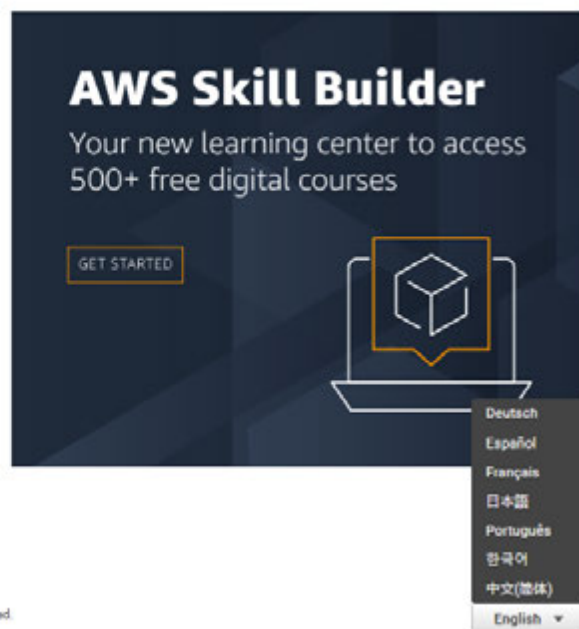 AWS Skill Builder
Your new learning center to access
500+ free digital courses
GET STARTED
Deutsch
Español
Français
日本語
Português
한국어
中文(简体)
English